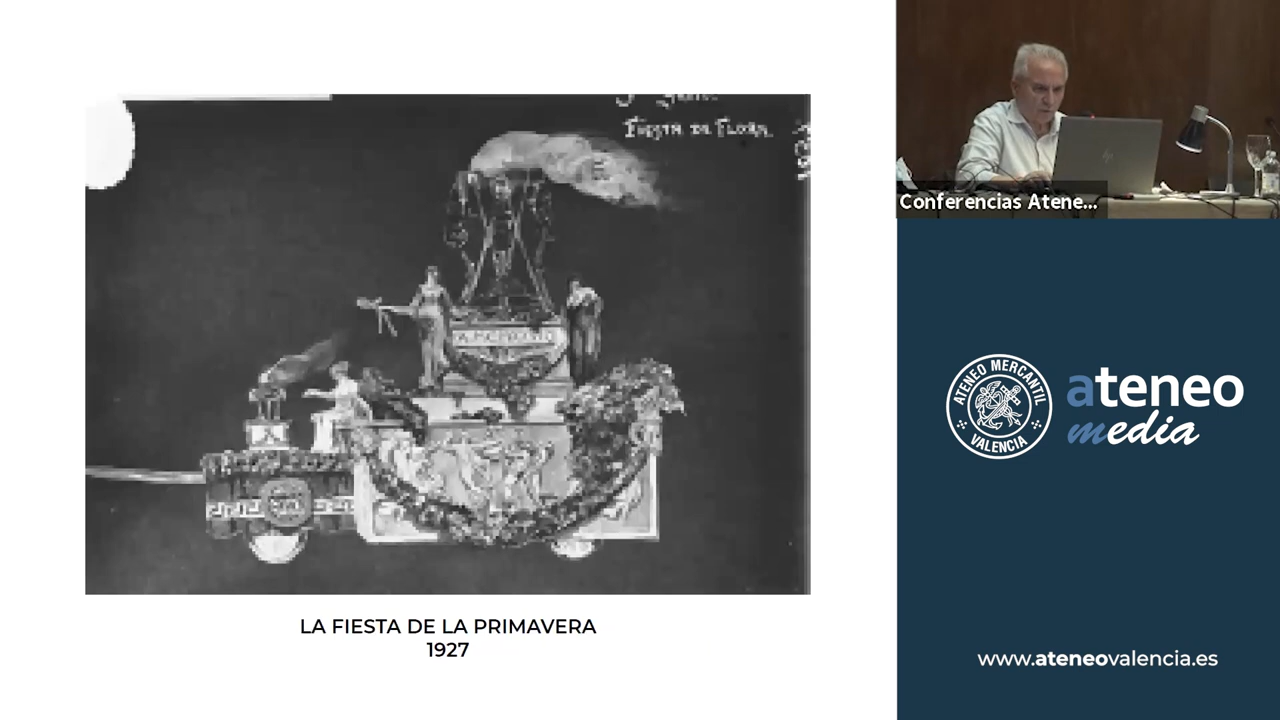 FIESTA DE FLORA.
LA FIESTA DE LA PRIMAVERA
1927
Conferencias Atene...
ATENEO MERCANTIL
VALENCIA
ateneo
media
www.ateneovalencia.es